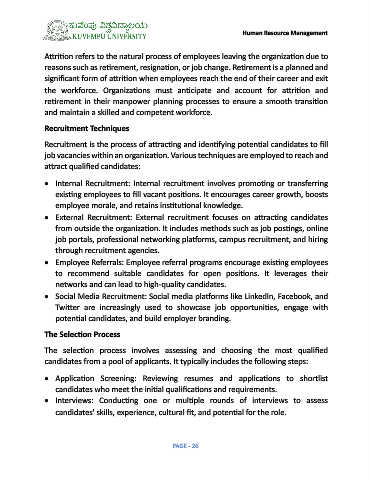 ಕುವೆಂಪು ವಿಶ್ವವಿದ್ಯಾಲಯ
KUVEMPU UNIVERSITY
Human Resource Management
Attrition refers to the natural process of employees leaving the organization due to
reasons such as retirement, resignation, or job change. Retirement is a planned and
significant form of attrition when employees reach the end of their career and exit
the workforce. Organizations must anticipate and account for attrition and
retirement in their manpower planning processes to ensure a smooth transition
and maintain a skilled and competent workforce.
Recruitment Techniques
Recruitment is the process of attracting and identifying potential candidates to fill
job vacancies within an organization. Various techniques are employed to reach and
attract qualified candidates:
• Internal Recruitment: Internal recruitment involves promoting or transferring
existing employees to fill vacant positions. It encourages career growth, boosts
employee morale, and retains institutional knowledge.
• External Recruitment: External recruitment focuses on attracting candidates
from outside the organization. It includes methods such as job postings, online
job portals, professional networking platforms, campus recruitment, and hiring
through recruitment agencies.
• Employee Referrals: Employee referral programs encourage existing employees
to recommend suitable candidates for open positions. It leverages their
networks and can lead to high-quality candidates.
• Social Media Recruitment: Social media platforms like LinkedIn, Facebook, and
Twitter are increasingly used to showcase job opportunities, engage with
potential candidates, and build employer branding.
The Selection Process
The selection process involves assessing and choosing the most qualified
candidates from a pool of applicants. It typically includes the following steps:
• Application Screening: Reviewing resumes and applications to shortlist
candidates who meet the initial qualifications and requirements.
• Interviews: Conducting one or multiple rounds of interviews to assess
candidates' skills, experience, cultural fit, and potential for the role.
PAGE - 26